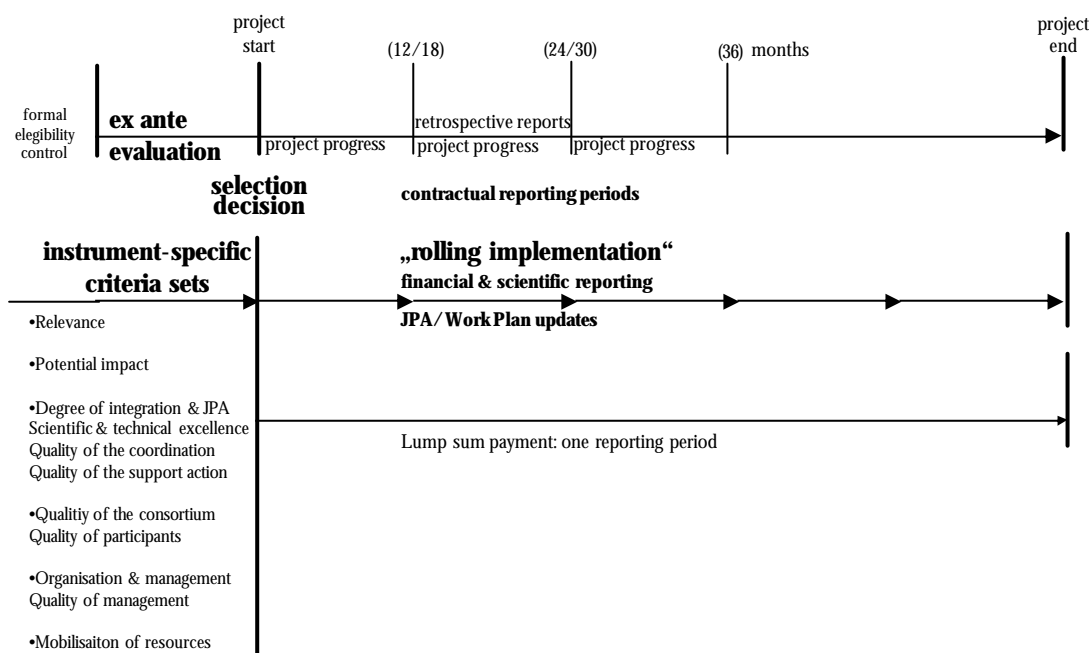 project
start
(12/18)
(24/30)
(36) months
project
end
formal
elegibility
control
ex ante
evaluation
retrospective reports
project progress
project progress
project progress
selection
decision
contractual reporting periods
instrument-specific
criteria sets
„rolling implementation“
financial & scientific reporting
JPA/ Work Plan updates
•Relevance
•Potential impact
•Degree of integration & JPA
Scientific & technical excellence
Quality of the coordination
Quality of the support action
Lump sum payment: one reporting period
•Qualitiy of the consortium
Quality of participants
•Organisation & management
Quality of management
•Mobilisaiton of resources